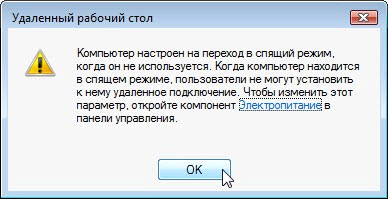 Удаленный рабочий стол
Компьютер настроен на переход в спящий режим,
когда он не используется. Когда компьютер находится
в спящем режиме, пользователи не могут установить
к нему удаленное подключение. Чтобы изменить этот
параметр, откройте компонент Электропитание в
панели управления.
OK